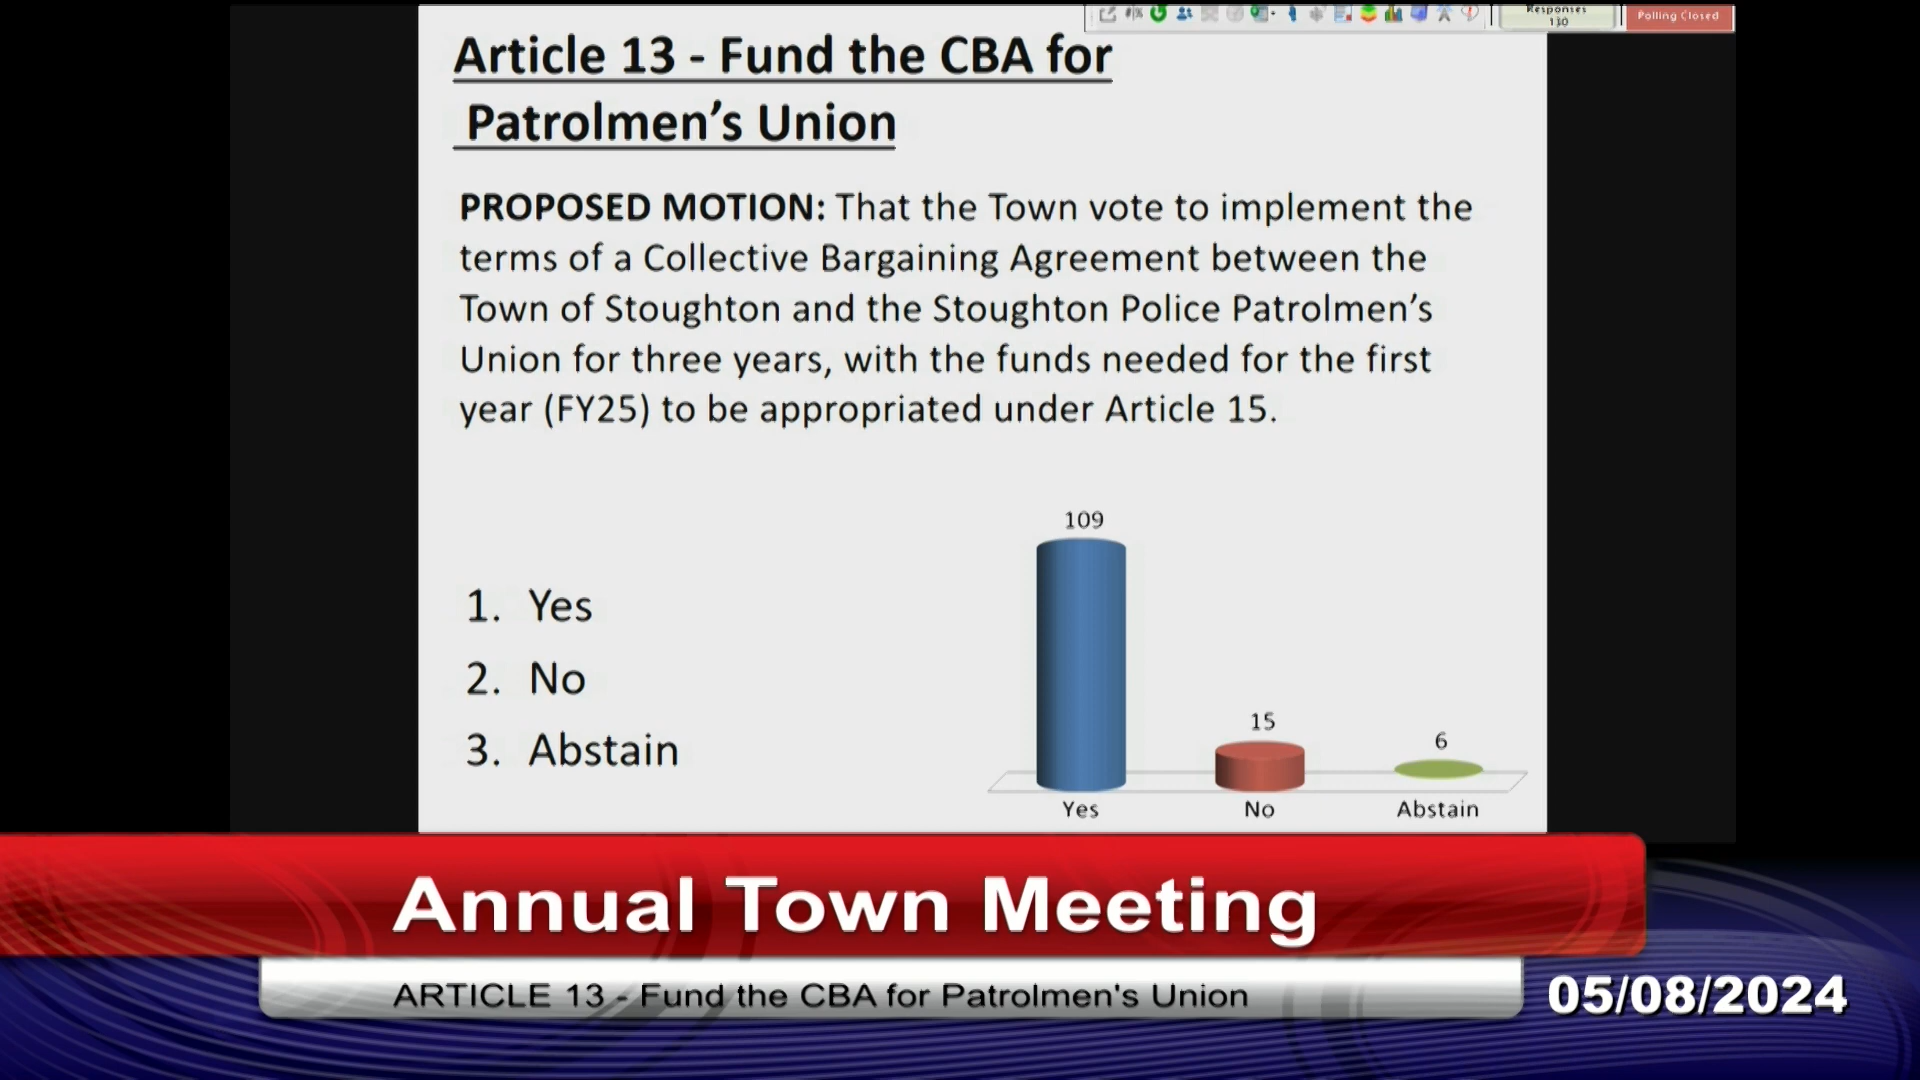 Responses
130
Polling Closed
Article 13 - Fund the CBA for
Patrolmen’s Union
PROPOSED MOTION: That the Town vote to implement the
terms of a Collective Bargaining Agreement between the
Town of Stoughton and the Stoughton Police Patrolmen’s
Union for three years, with the funds needed for the first
year (FY25) to be appropriated under Article 15.
1. Yes
2. No
3. Abstain
109
15
6
Yes
No
Abstain
Annual Town Meeting
ARTICLE 13 - Fund the CBA for Patrolmen's Union
05/08/2024